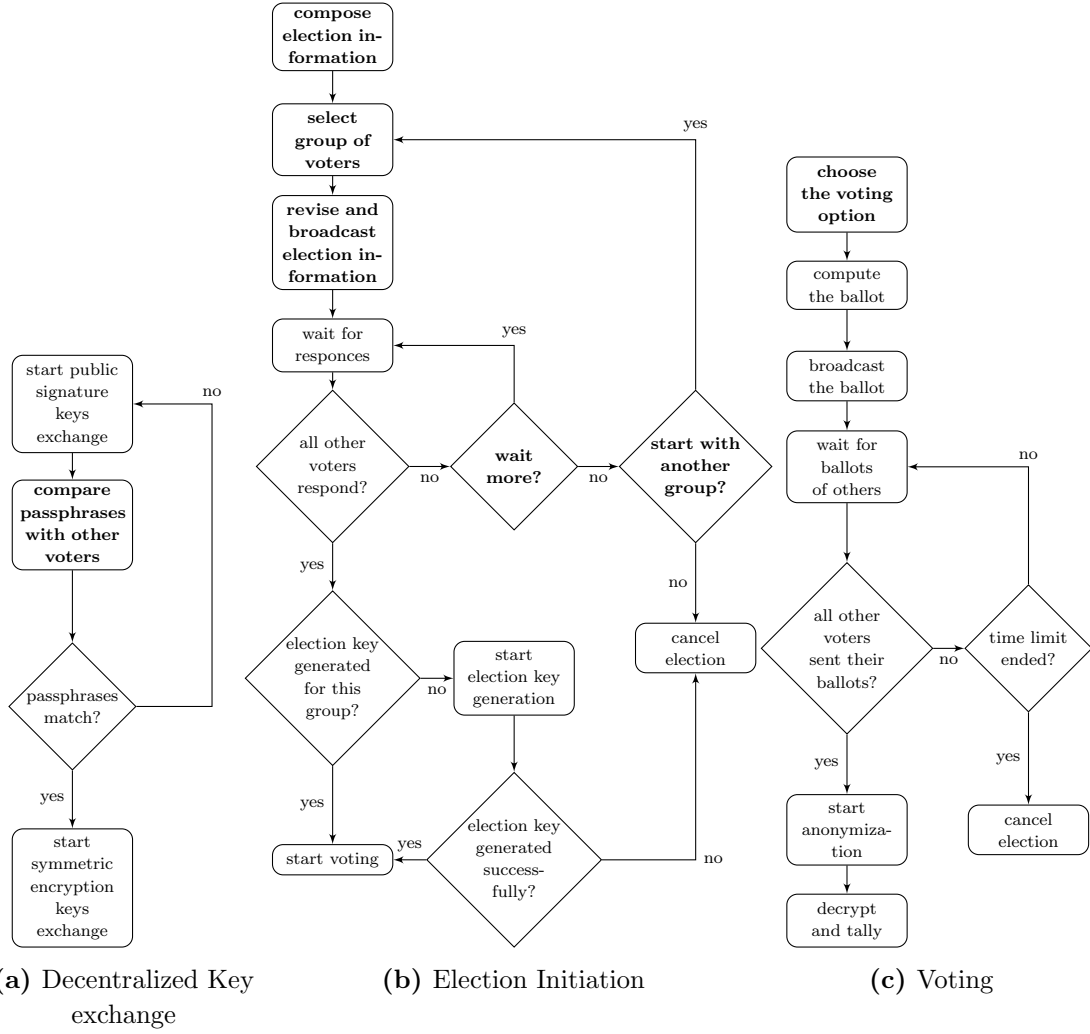 start public
signature
keys
exchange
no
compare
passphrases
with other
voters
passphrases
match?
yes
start
symmetric
encryption
keys
exchange
(a) Decentralized Key
exchange
compose
election in-
formation
select
group of
voters
yes
revise and
broadcast
election in-
formation
wait for
responces
yes
all other
voters
respond?
no
wait
more?
no
start with
another
group?
yes
no
election key
generated
for this
group?
no
start
election key
generation
cancel
election
yes
start voting
yes
election key
generated
success-
fully?
no
(b) Election Initiation
choose
the voting
option
compute
the ballot
broadcast
the ballot
wait for
ballots
of others
no
all other
voters
sent their
ballots?
no
time limit
ended?
yes
yes
start
anonymiza-
tion
cancel
election
decrypt
and tally
(c) Voting